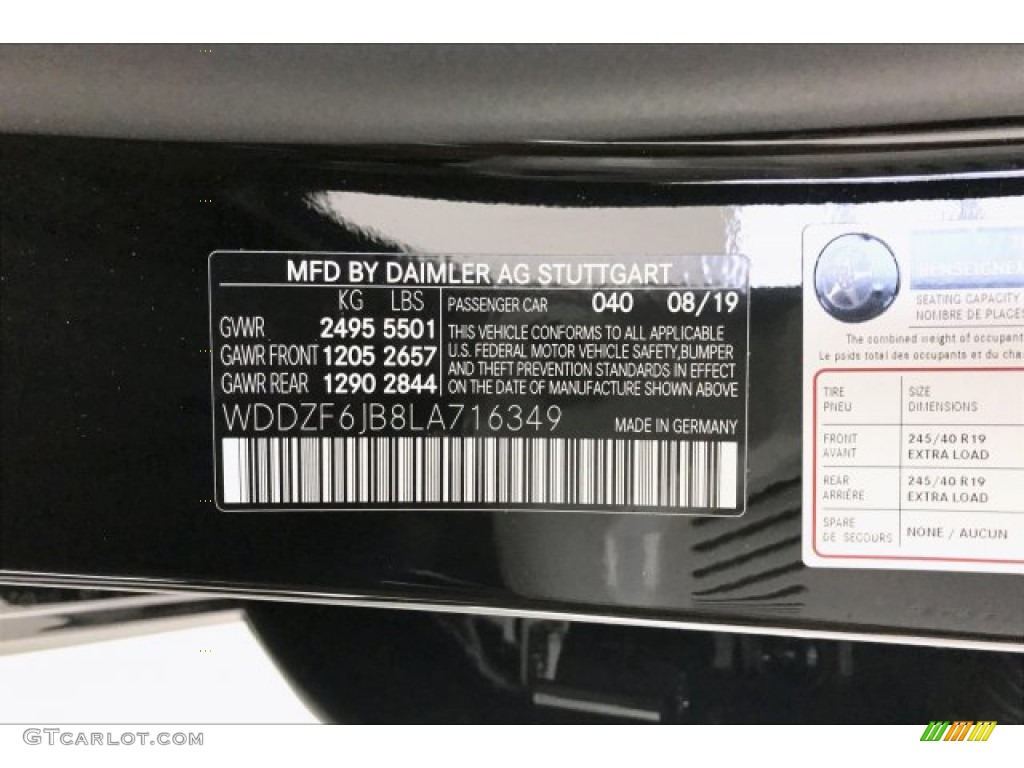 MFD BY DAIMLER AG STUTTGART
KG LBS
GVWR 2495 5501
GAWR FRONT 1205 2657
GAWR REAR 1290 2844
PASSENGER CAR 040 08/19
THIS VEHICLE CONFORMS TO ALL APPLICABLE
U.S. FEDERAL MOTOR VEHICLE SAFETY,BUMPER
AND THEFT PREVENTION STANDARDS IN EFFECT
ON THE DATE OF MANUFACTURE SHOWN ABOVE
WDDZF6JB8LA716349 MADE IN GERMANY
SEATING CAPACITY
NOMBRE DE PLACES
The combined weight of
Le poids total des occupants et du
TIRE SIZE
PNEU DIMENSIONS
FRONT 245/40 R19
AVANT EXTRA LOAD
REAR 245/40 R19
ARRIÈRE EXTRA LOAD
SPARE NONE / AUCUN
DE SECOURS
GTCARLOT.COM